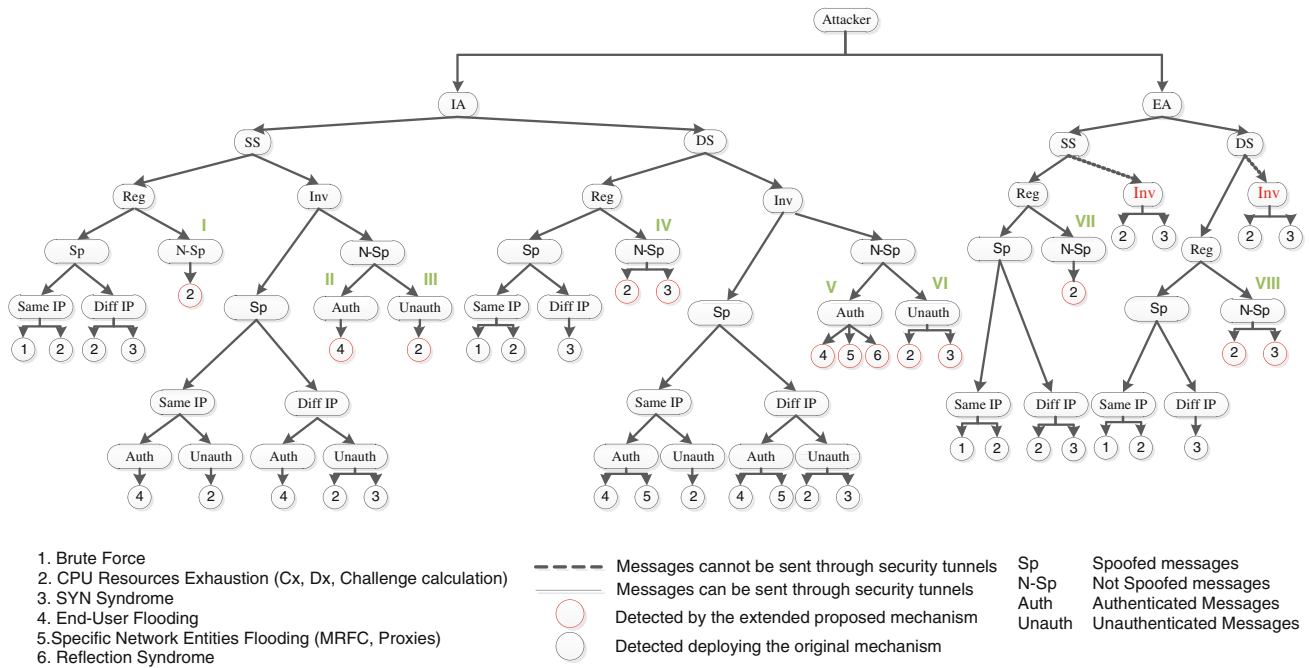 Attacker
IA
EA
SS
DS
SS
DS
Reg
Inv
Reg
Inv
Reg
Inv
Inv
I
IV
VII
Sp
N-Sp
N-Sp
Sp
N-Sp
N-Sp
Sp
N-Sp
2
3
2
3
Reg
II
III
V
VI
VIII
2
2
3
2
Same IP
Diff IP
Sp
Auth
Unauth
Same IP
Diff IP
Sp
Auth
Unauth
Sp
N-Sp
1
2
2
3
4
2
1
2
3
4
5
6
2
3
2
3
Same IP
Diff IP
Same IP
Diff IP
Same IP
Diff IP
Same IP
Diff IP
1
2
2
3
1
2
3
Auth
Unauth
Auth
Unauth
Auth
Unauth
Auth
Unauth
4
2
4
2
3
4
5
2
4
5
2
3
1. Brute Force
2. CPU Resources Exhaustion (Cx, Dx, Challenge calculation)
3. SYN Syndrome
4. End-User Flooding
5.Specific Network Entities Flooding (MRFC, Proxies)
6. Reflection Syndrome
Messages cannot be sent through security tunnels
Messages can be sent through security tunnels
Detected by the extended proposed mechanism
Detected deploying the original mechanism
Sp Spoofed messages
N-Sp Not Spoofed messages
Auth Authenticated Messages
Unauth Unauthenticated Messages